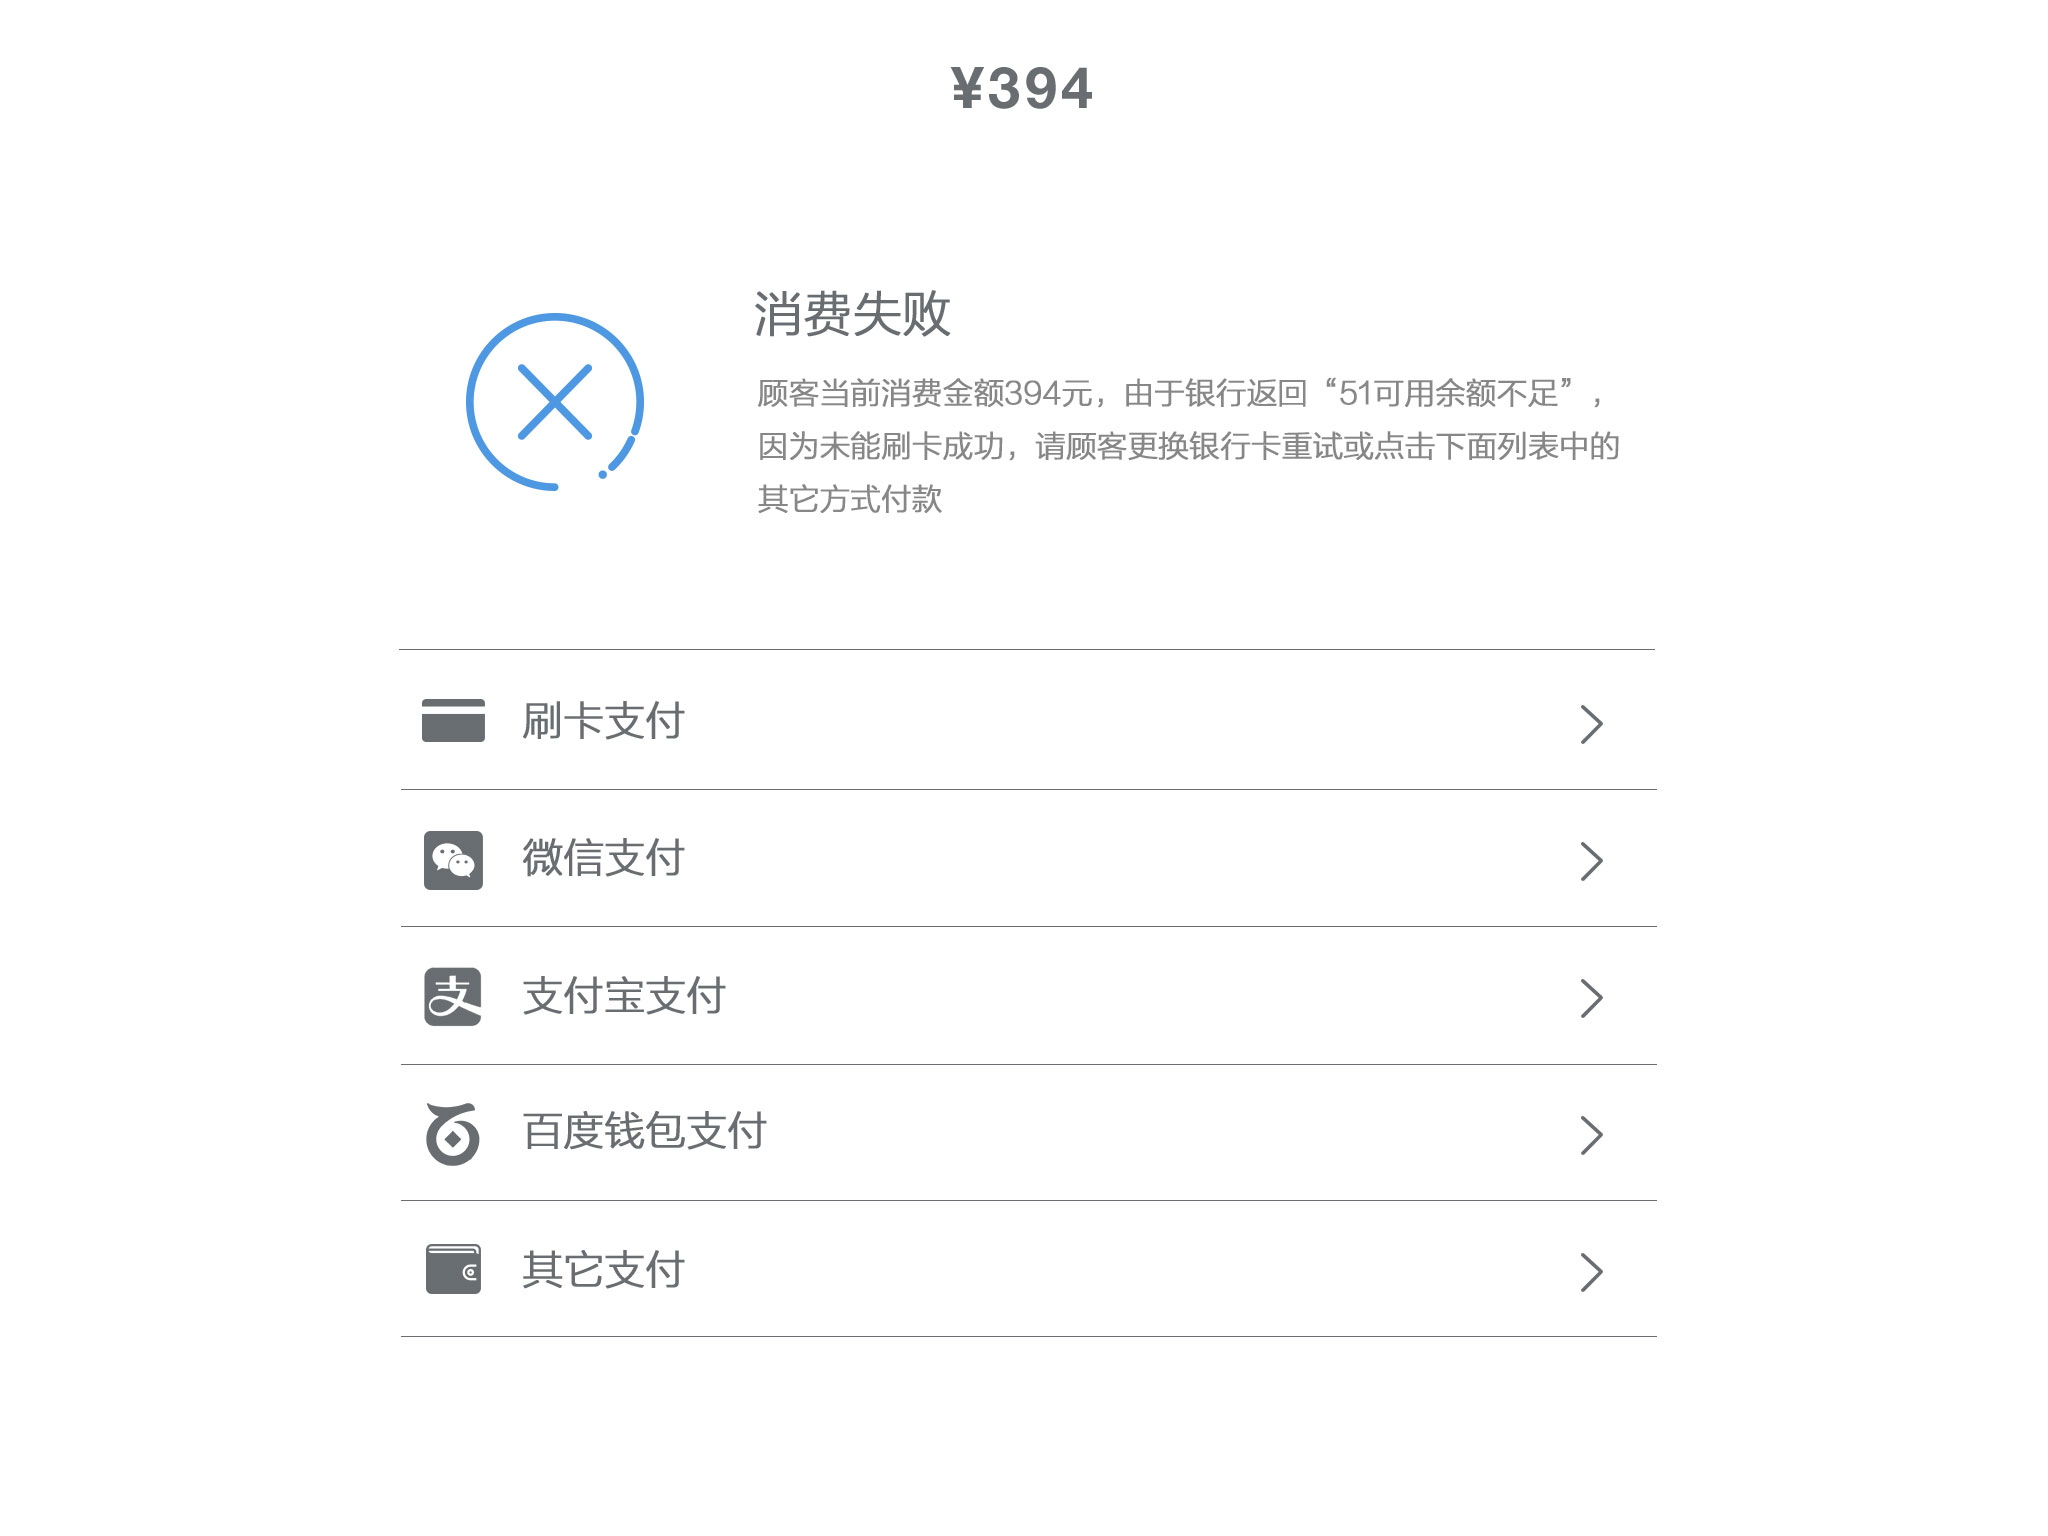 ¥394
消费失败
顾客当前消费金额394元，由于银行返回“51可用余额不足”，
因为未能刷卡成功，请顾客更换银行卡重试或点击下面列表中的
其它方式付款
刷卡支付
微信支付
支
支付宝支付
百度钱包支付
其它支付